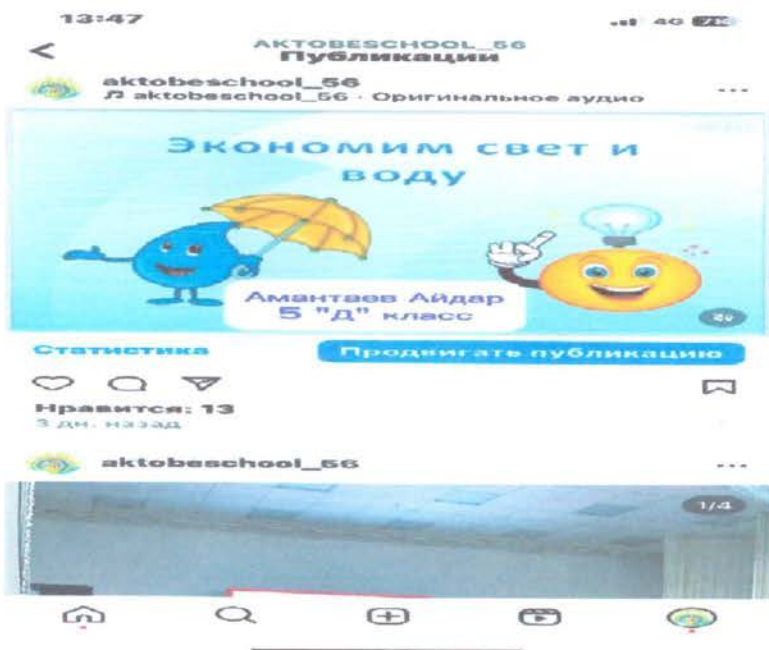 13:47
4G
AKTOBESCHOOL_56
Публикации
aktobeschool_56
aktobeschool_56 · Оригинальное аудио
Экономим свет и
воду
Амантаев Айдар
5 "Д" класс
Статистика
Продвигать публикацию
Нравится: 13
3 дн. назад
aktobeschool_56
1/4